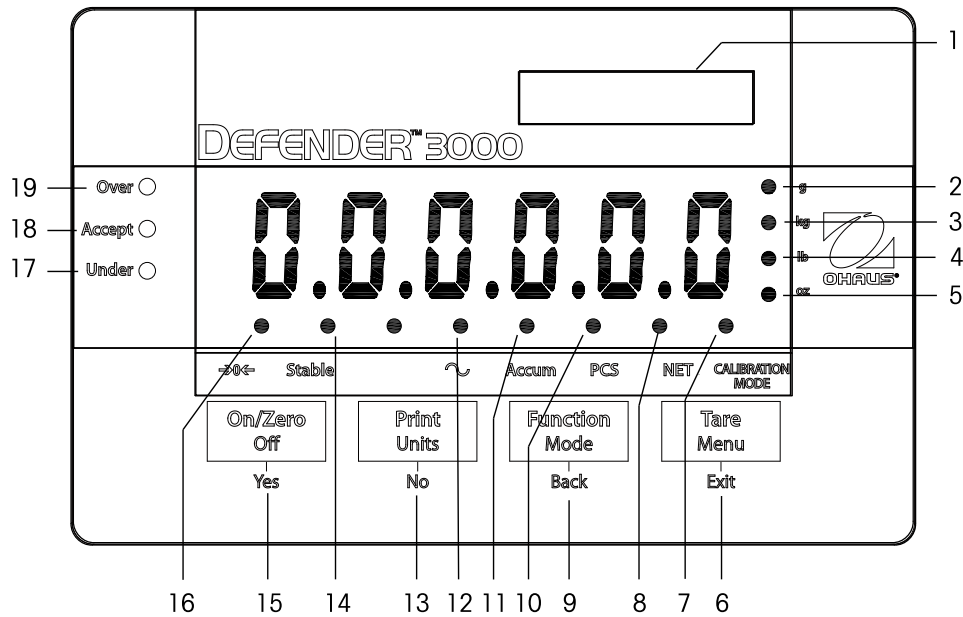 1
DEFENDER™ 3000
19 Over g 2
18 Accept kg 3
17 Under lb 4
OHAUS®
oz 5
0.0.0.0.0.0
→0← Stable ∿ Accum PCS NET CALIBRATION
MODE
On/Zero Print Function Tare
Off Units Mode Menu
Yes No Back Exit
16 15 14 13 12 11 10 9 8 7 6